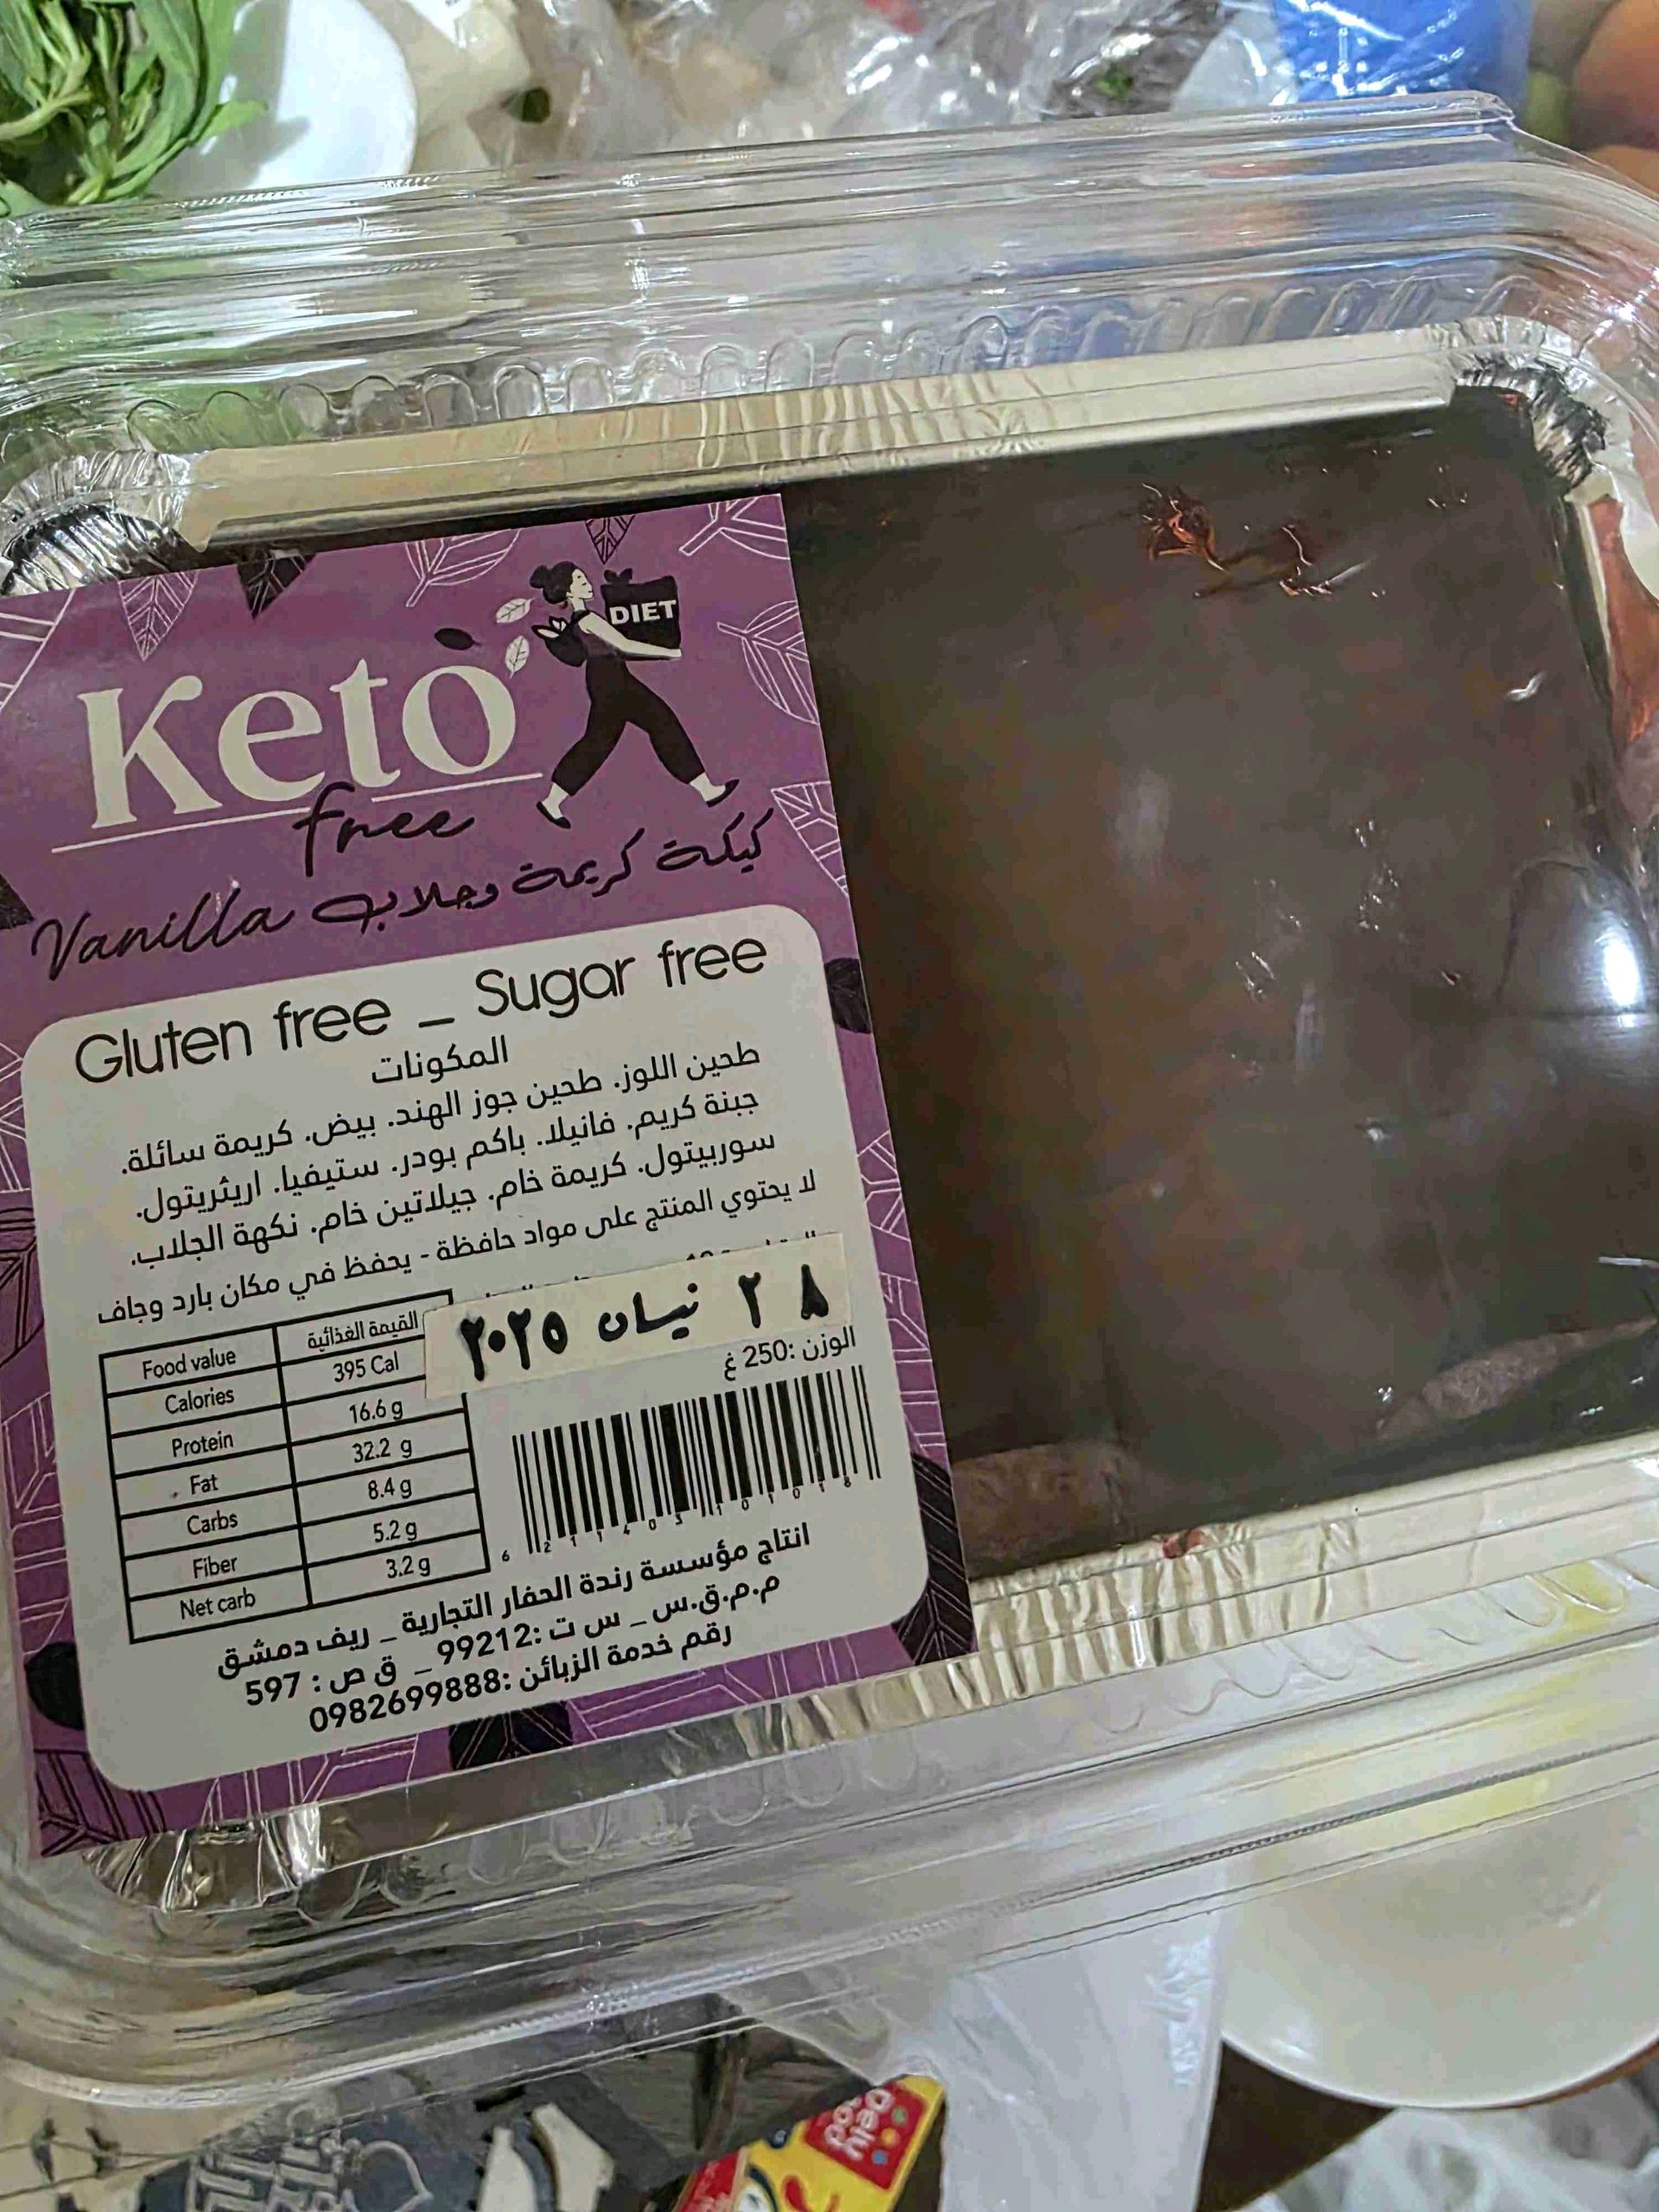 DIET
Keto
free
Vanilla كيكة كريمة وجلاب
Gluten free _ Sugar free
المكونات
طحين اللوز. طحين جوز الهند. بيض. كريمة سائلة.
جبنة كريم. فانيلا. باكم بودر. ستيفيا. اريثريتول.
سوربيتول. كريمة خام. جيلاتين خام. نكهة الجلاب.
لا يحتوي المنتج على مواد حافظة - يحفظ في مكان بارد وجاف
٢٨ نيسان ٢٠٢٥
الوزن :250 غ
Food value القيمة الغذائية
Calories 395 Cal
Protein 16.6 g
Fat 32.2 g
Carbs 8.4 g
Fiber 5.2 g
Net carb 3.2 g
6 211403 101018
انتاج مؤسسة رندة الحفار التجارية _ ريف دمشق
م.م.ق.س _ س ت :99212 _ ق ص : 597
رقم خدمة الزبائن :0982699888